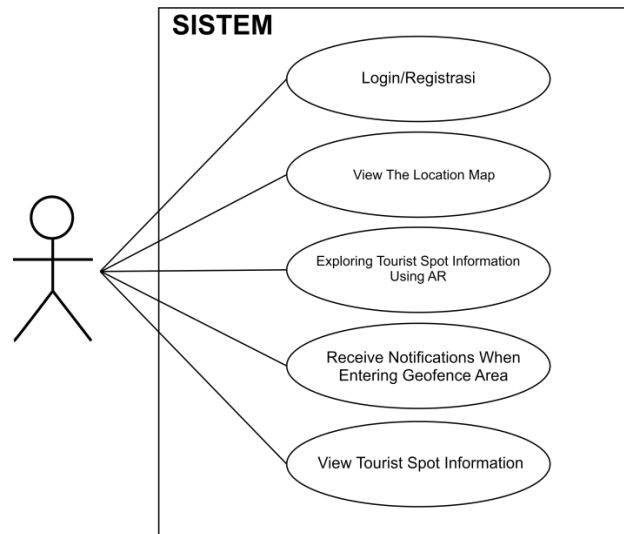 SISTEM
Login/Registrasi
View The Location Map
Exploring Tourist Spot Information
Using AR
Receive Notifications When
Entering Geofence Area
View Tourist Spot Information